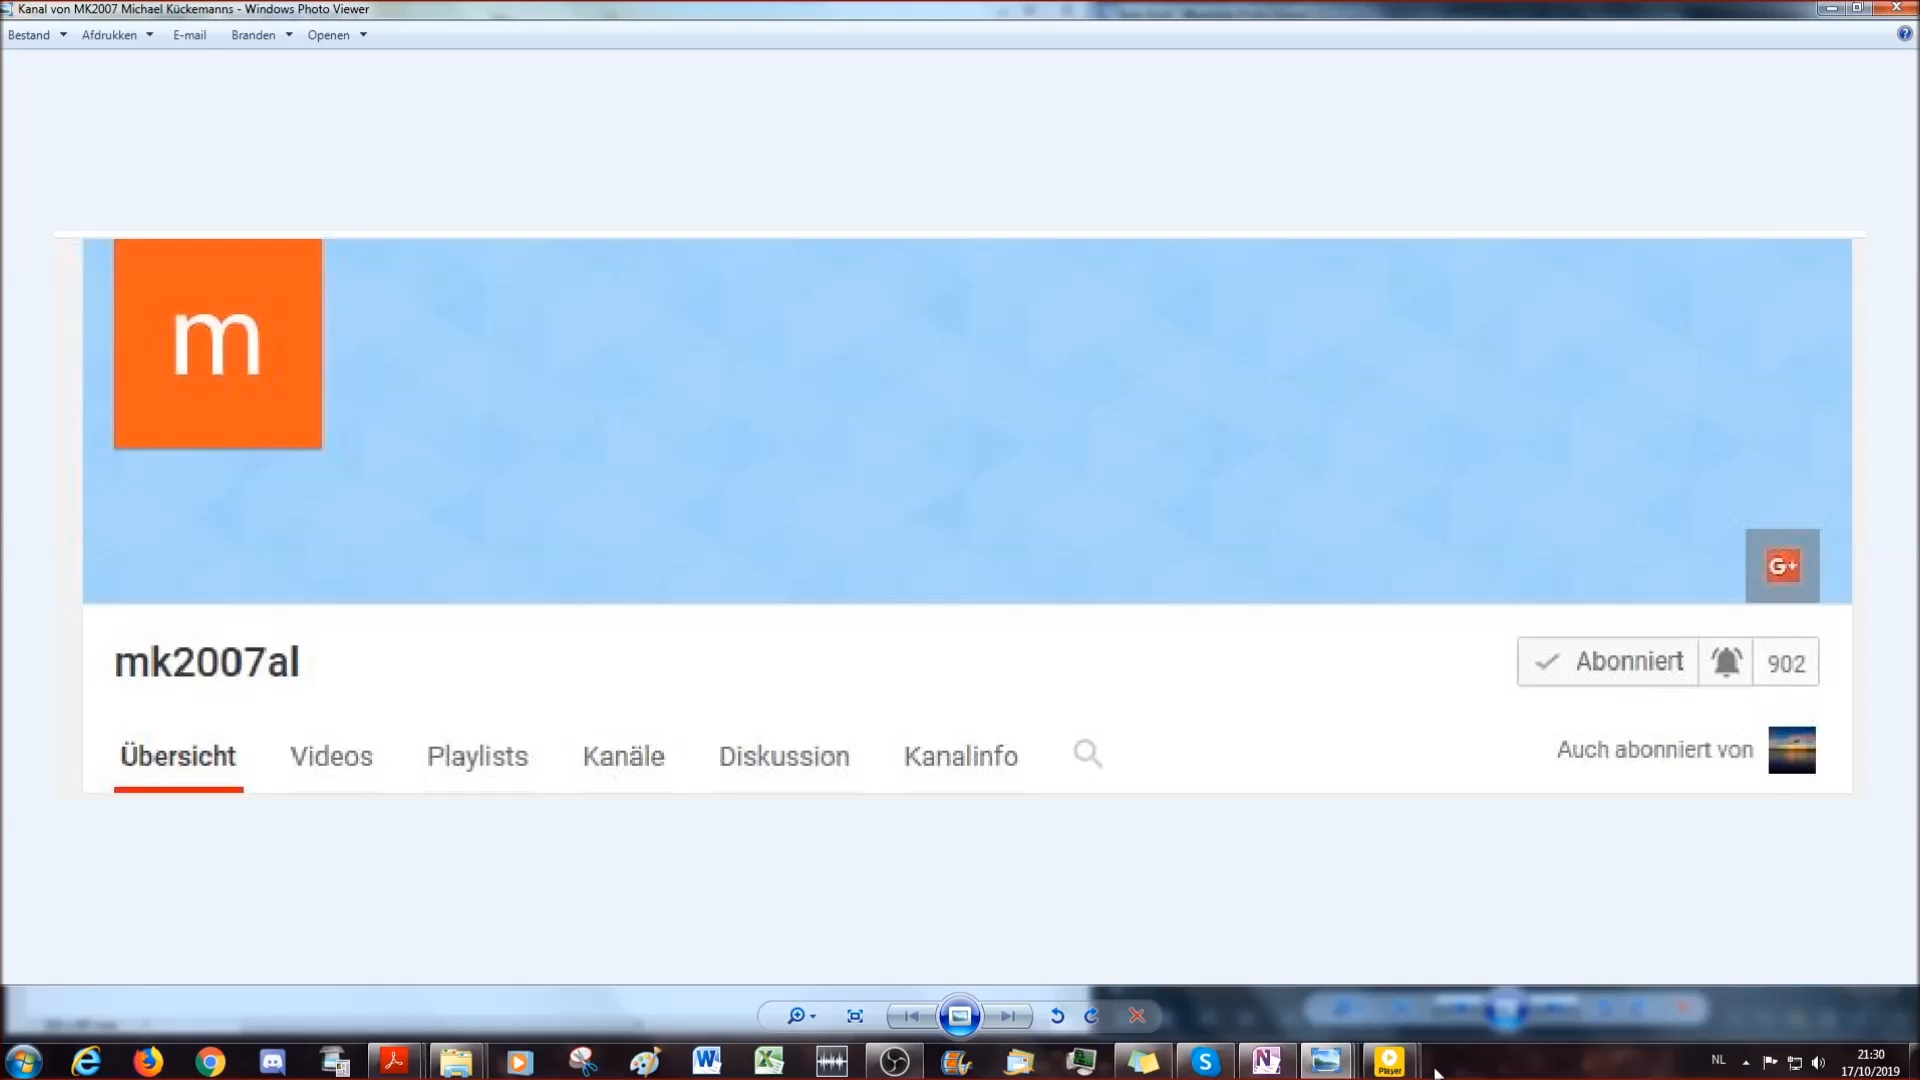 Kanal von MK2007 Michael Kückemanns - Windows Photo Viewer
Bestand Afdrukken E-mail Branden Openen
m
G+
mk2007al
Abonniert 902
Übersicht Videos Playlists Kanäle Diskussion Kanalinfo
Auch abonniert von
Player
NL
21:30
17/10/2019